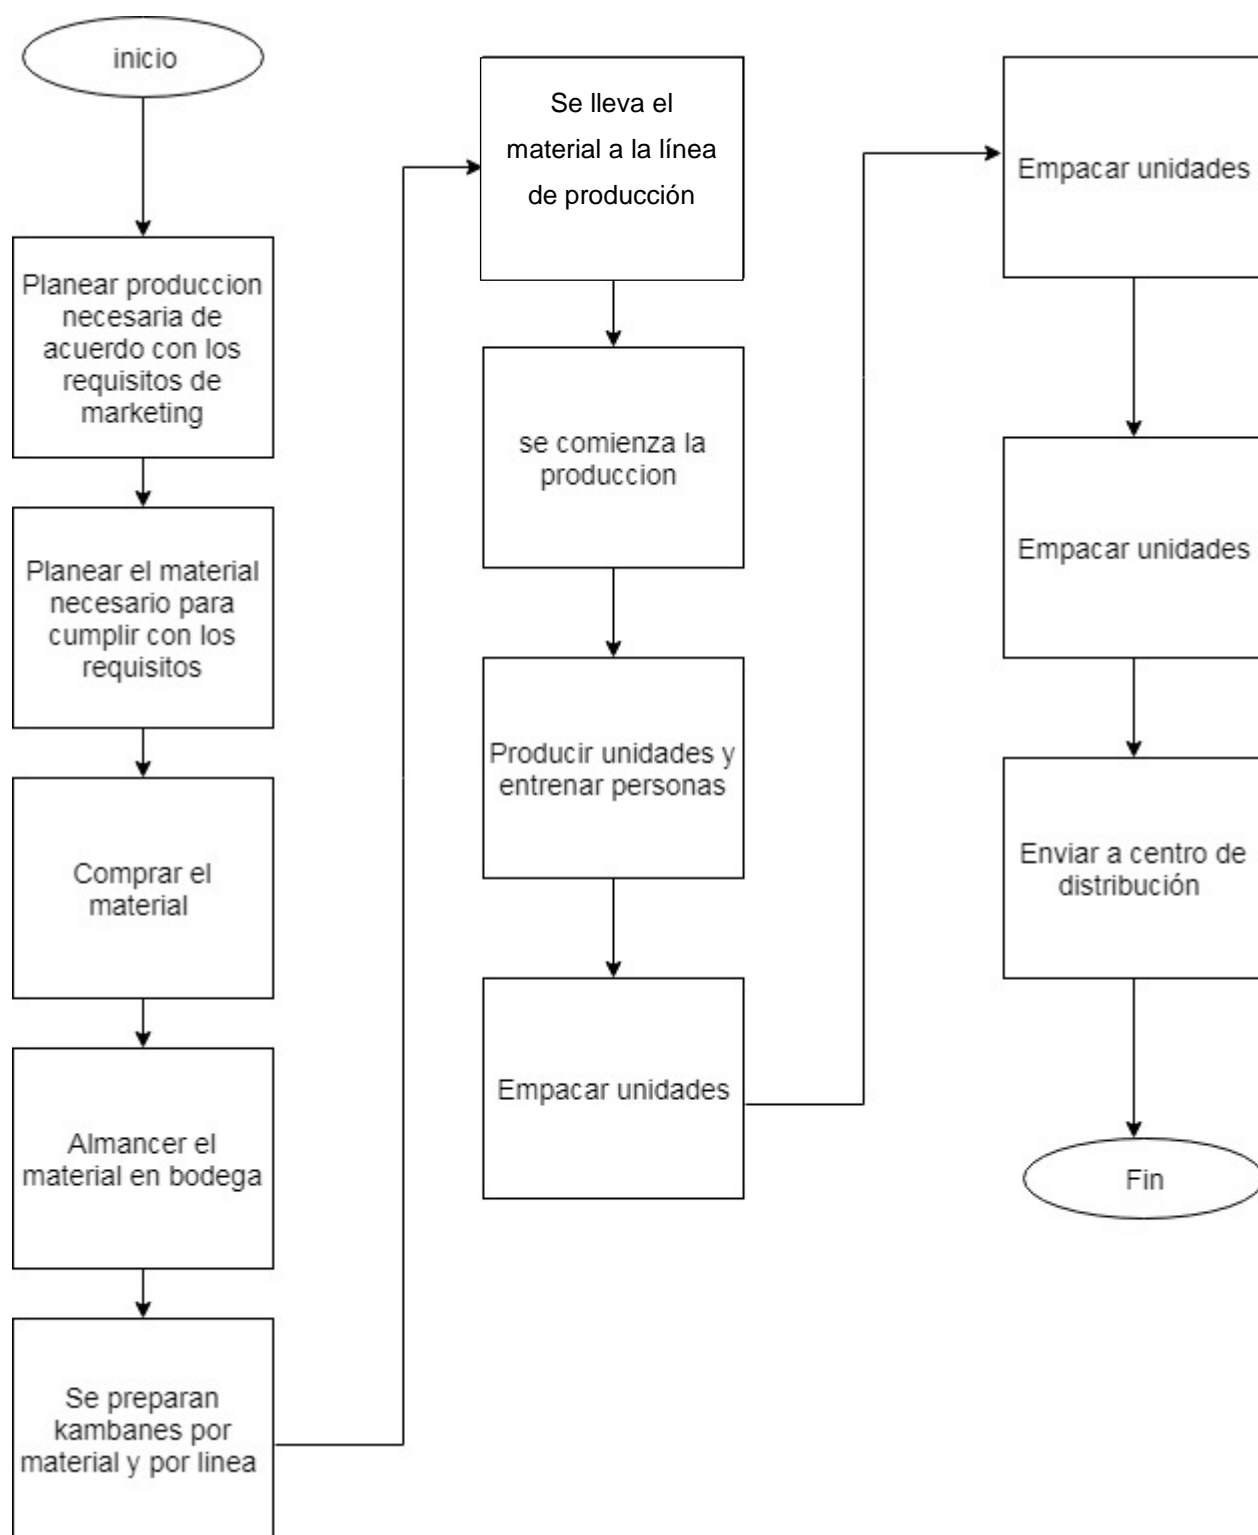 inicio
Planear produccion
necesaria de
acuerdo con los
requisitos de
marketing
Planear el material
necesario para
cumplir con los
requisitos
Comprar el
material
Almancer el
material en bodega
Se preparan
kambanes por
material y por linea
Se lleva el
material a la línea
de producción
se comienza la
produccion
Producir unidades y
entrenar personas
Empacar unidades
Empacar unidades
Empacar unidades
Enviar a centro de
distribución
Fin